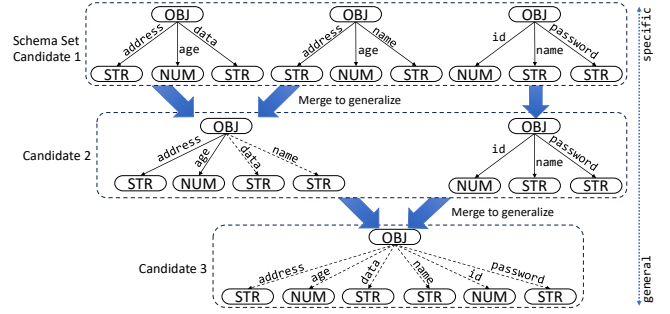 OBJ OBJ OBJ
address age data address age name id name password
Schema Set
Candidate 1
STR NUM STR STR NUM STR NUM STR STR
Merge to generalize
OBJ OBJ
Candidate 2
address age data name id name password
STR NUM STR STR NUM STR STR
Merge to generalize
OBJ
Candidate 3
address age data name id password
STR NUM STR STR NUM STR
specific
general